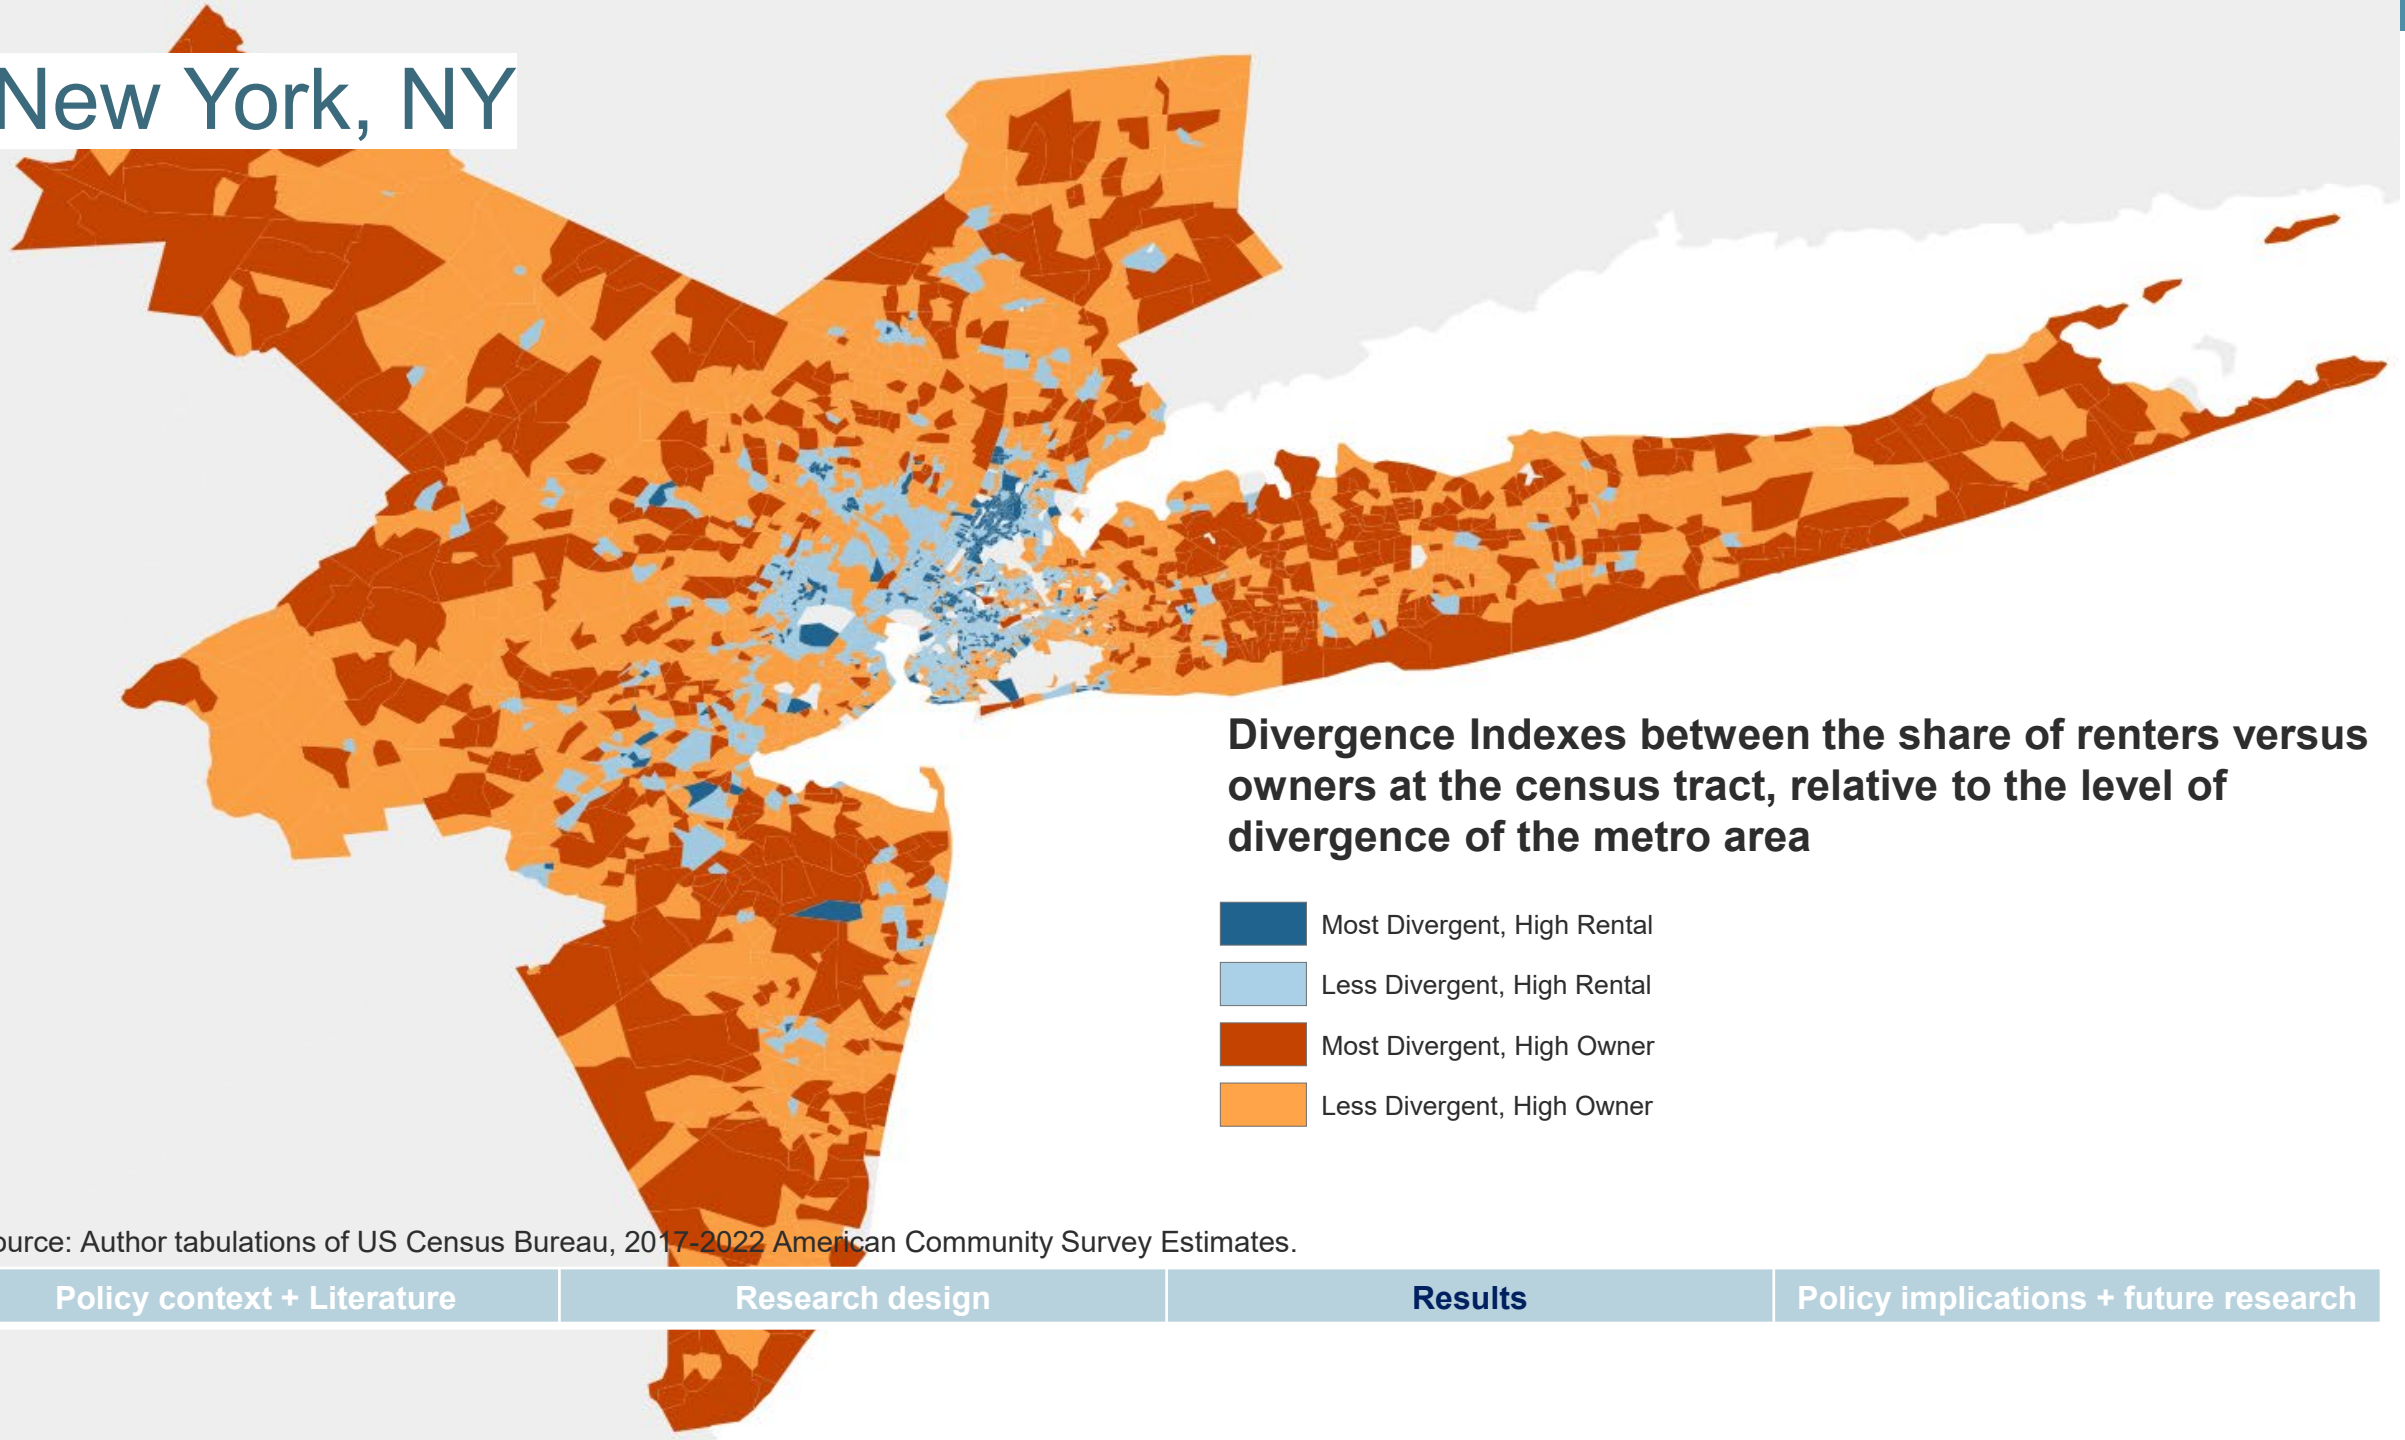 New York, NY
Divergence Indexes between the share of renters versus
owners at the census tract, relative to the level of
divergence of the metro area
Most Divergent, High Rental
Less Divergent, High Rental
Most Divergent, High Owner
Less Divergent, High Owner
ource: Author tabulations of US Census Bureau, 2017-2022 American Community Survey Estimates.
Policy context + Literature
Research design
Results
Policy implications + future research